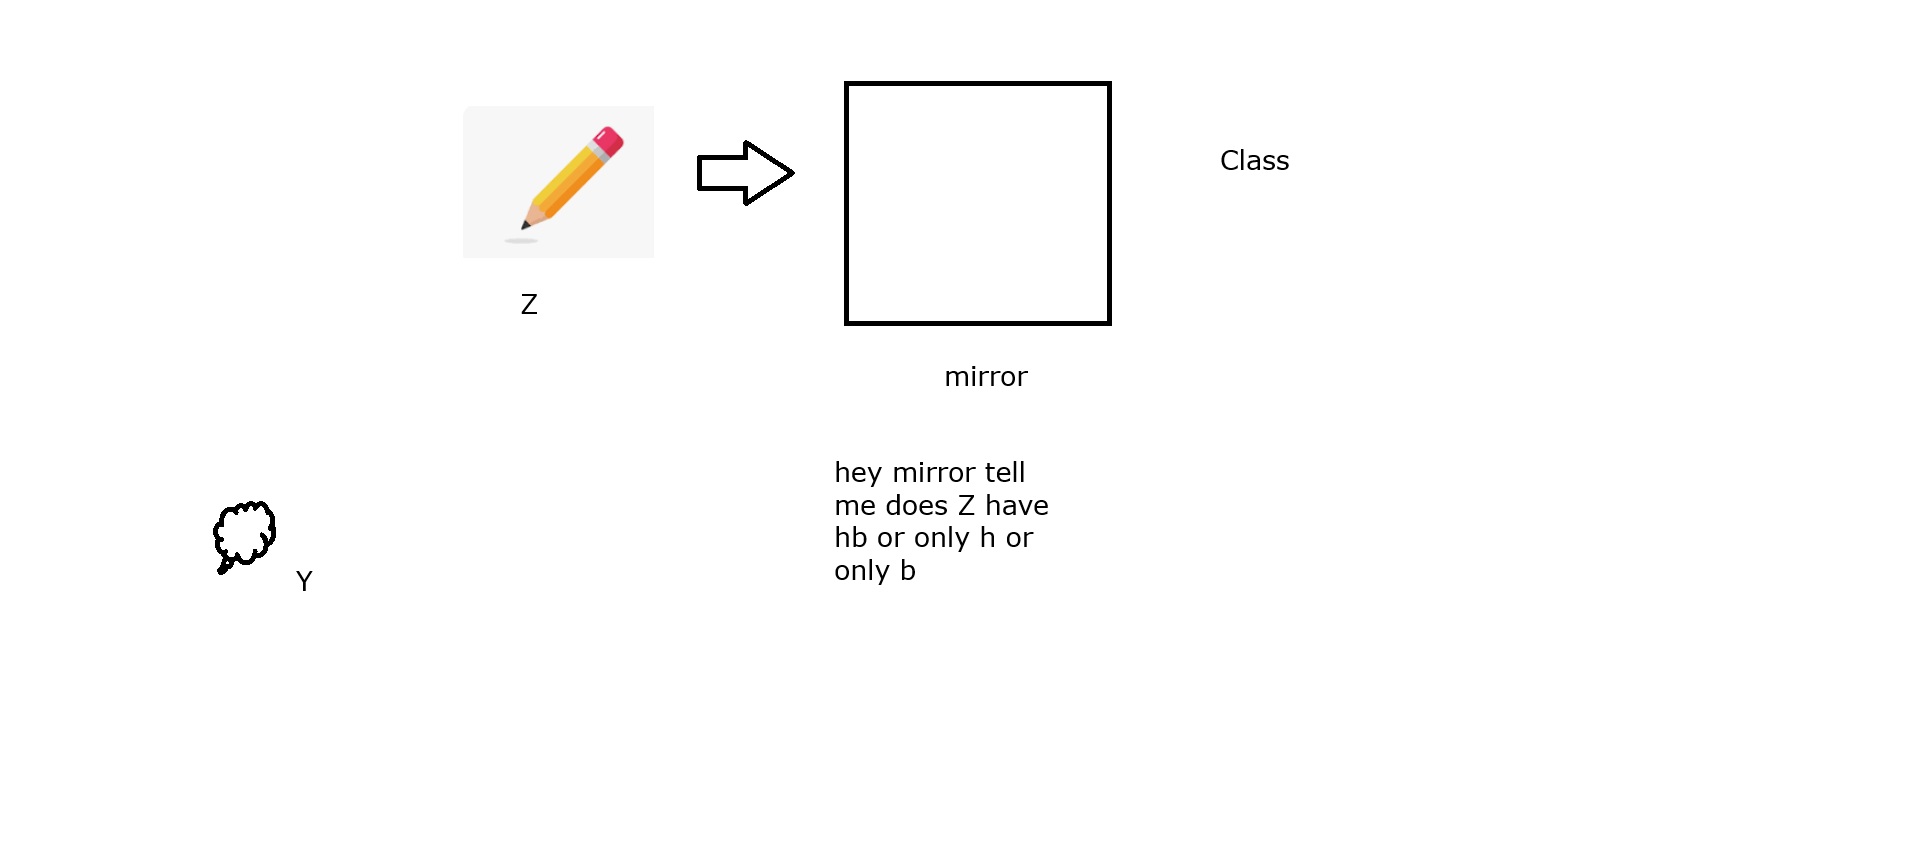 Class
Z
mirror
hey mirror tell
me does Z have
hb or only h or
only b
Y